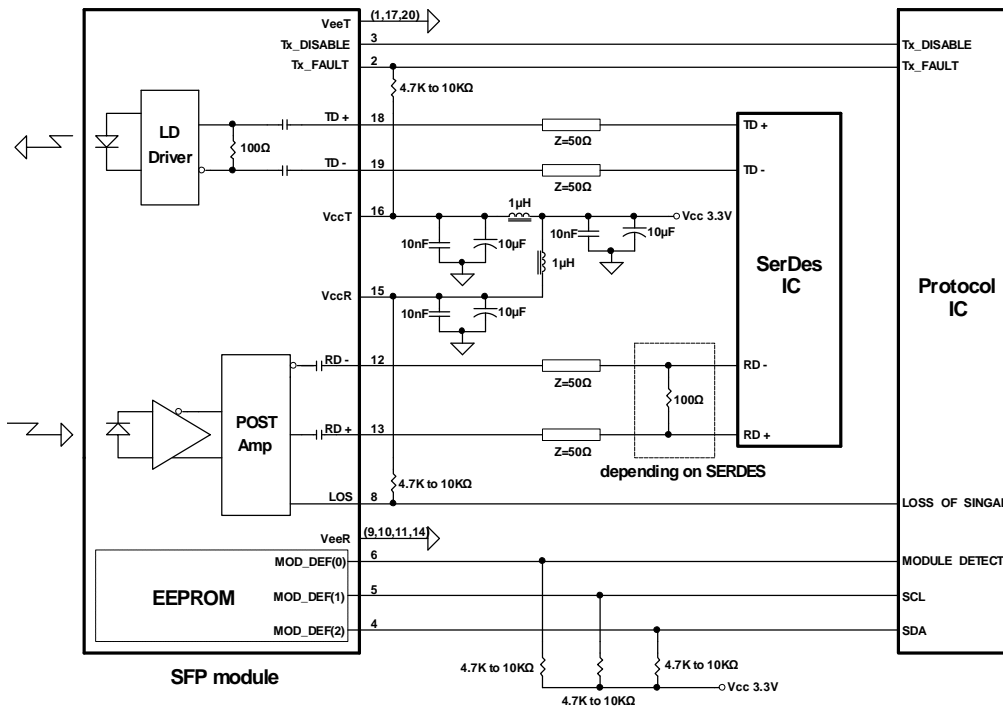 VeeT
(1,17,20)
Tx_DISABLE
3
Tx_DISABLE
Tx_FAULT
2
Tx_FAULT
4.7K to 10KΩ
LD
Driver
100Ω
TD +
18
Z=50Ω
TD +
TD -
19
Z=50Ω
TD -
VccT
16
1µH
Vcc 3.3V
10nF
10µF
10nF
10µF
1µH
SerDes
IC
Protocol
IC
VccR
15
10nF
10µF
RD -
12
Z=50Ω
RD -
POST
Amp
100Ω
RD +
13
Z=50Ω
RD +
depending on SERDES
4.7K to 10KΩ
LOS
8
LOSS OF SINGAL
VeeR
(9,10,11,14)
EEPROM
MOD_DEF(0)
6
MODULE DETECT
MOD_DEF(1)
5
SCL
MOD_DEF(2)
4
SDA
4.7K to 10KΩ
4.7K to 10KΩ
4.7K to 10KΩ
Vcc 3.3V
SFP module